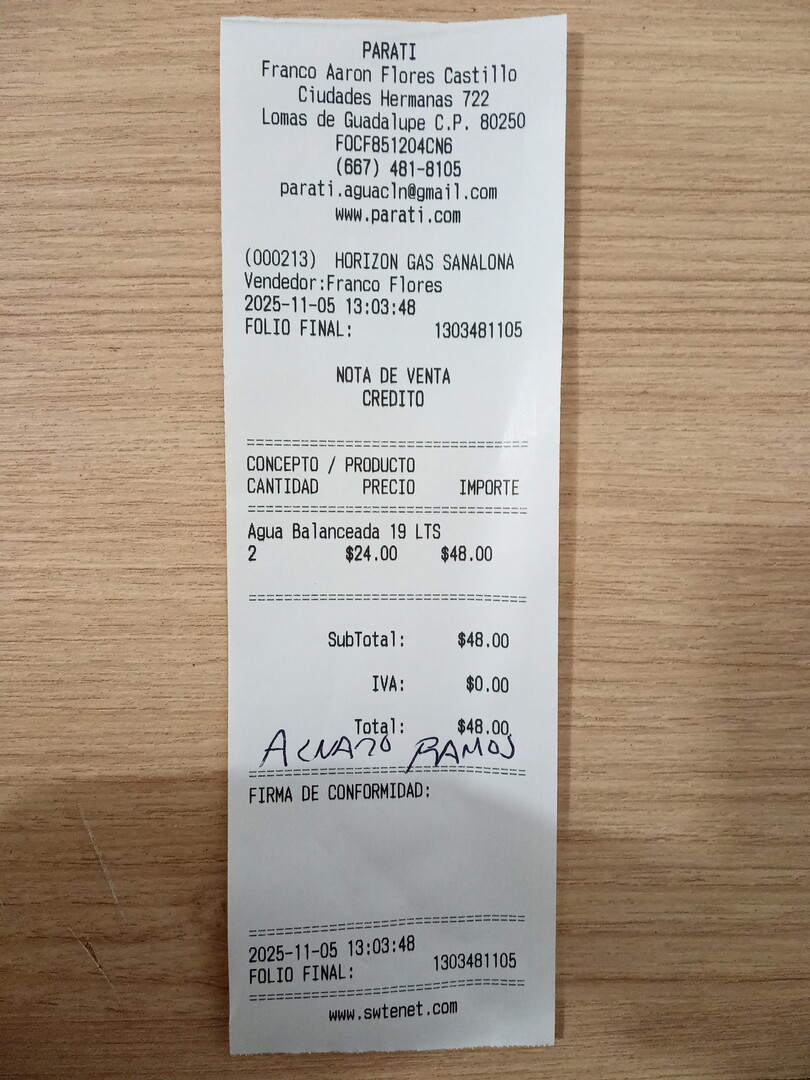 PARATI
Franco Aaron Flores Castillo
Ciudades Hermanas 722
Lomas de Guadalupe C.P. 80250
FOCF851204CN6
(667) 481-8105
parati.aguacln@gmail.com
www.parati.com
(000213) HORIZON GAS SANALONA
Vendedor:Franco Flores
2025-11-05 13:03:48
FOLIO FINAL: 1303481105
NOTA DE VENTA
CREDITO
================================
CONCEPTO / PRODUCTO
CANTIDAD PRECIO IMPORTE
================================
Agua Balanceada 19 LTS
2 $24.00 $48.00
================================
SubTotal: $48.00
IVA: $0.00
Total: $48.00
RAMOS
================================
FIRMA DE CONFORMIDAD:
================================
2025-11-05 13:03:48
FOLIO FINAL: 1303481105
================================
www.swtenet.com